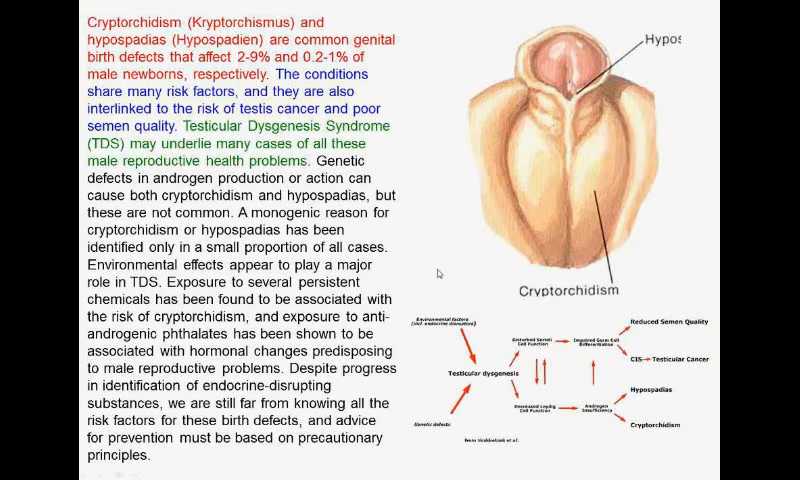 Cryptorchidism (Kryptorchismus) and
hypospadias (Hypospadien) are common genital
birth defects that affect 2-9% and 0.2-1% of
male newborns, respectively. The conditions
share many risk factors, and they are also
interlinked to the risk of testis cancer and poor
semen quality. Testicular Dysgenesis Syndrome
(TDS) may underlie many cases of all these
male reproductive health problems. Genetic
defects in androgen production or action can
cause both cryptorchidism and hypospadias, but
these are not common. A monogenic reason for
cryptorchidism or hypospadias has been
identified only in a small proportion of all cases.
Environmental effects appear to play a major
role in TDS. Exposure to several persistent
chemicals has been found to be associated with
the risk of cryptorchidism, and exposure to anti-
androgenic phthalates has been shown to be
associated with hormonal changes predisposing
to male reproductive problems. Despite progress
in identification of endocrine-disrupting
substances, we are still far from knowing all the
risk factors for these birth defects, and advice
for prevention must be based on precautionary
principles.
Hypos
Cryptorchidism
Environmental factors
(incl. endocrine disruptors)
Testicular dysgenesis
Genetic defects
Disturbed Sertoli
Cell Function
Impaired Germ Cell
Differentiation
Reduced Semen Quality
CIS
Testicular Cancer
Decreased Leydig
Cell Function
Androgen
Insufficiency
Hypospadias
Cryptorchidism